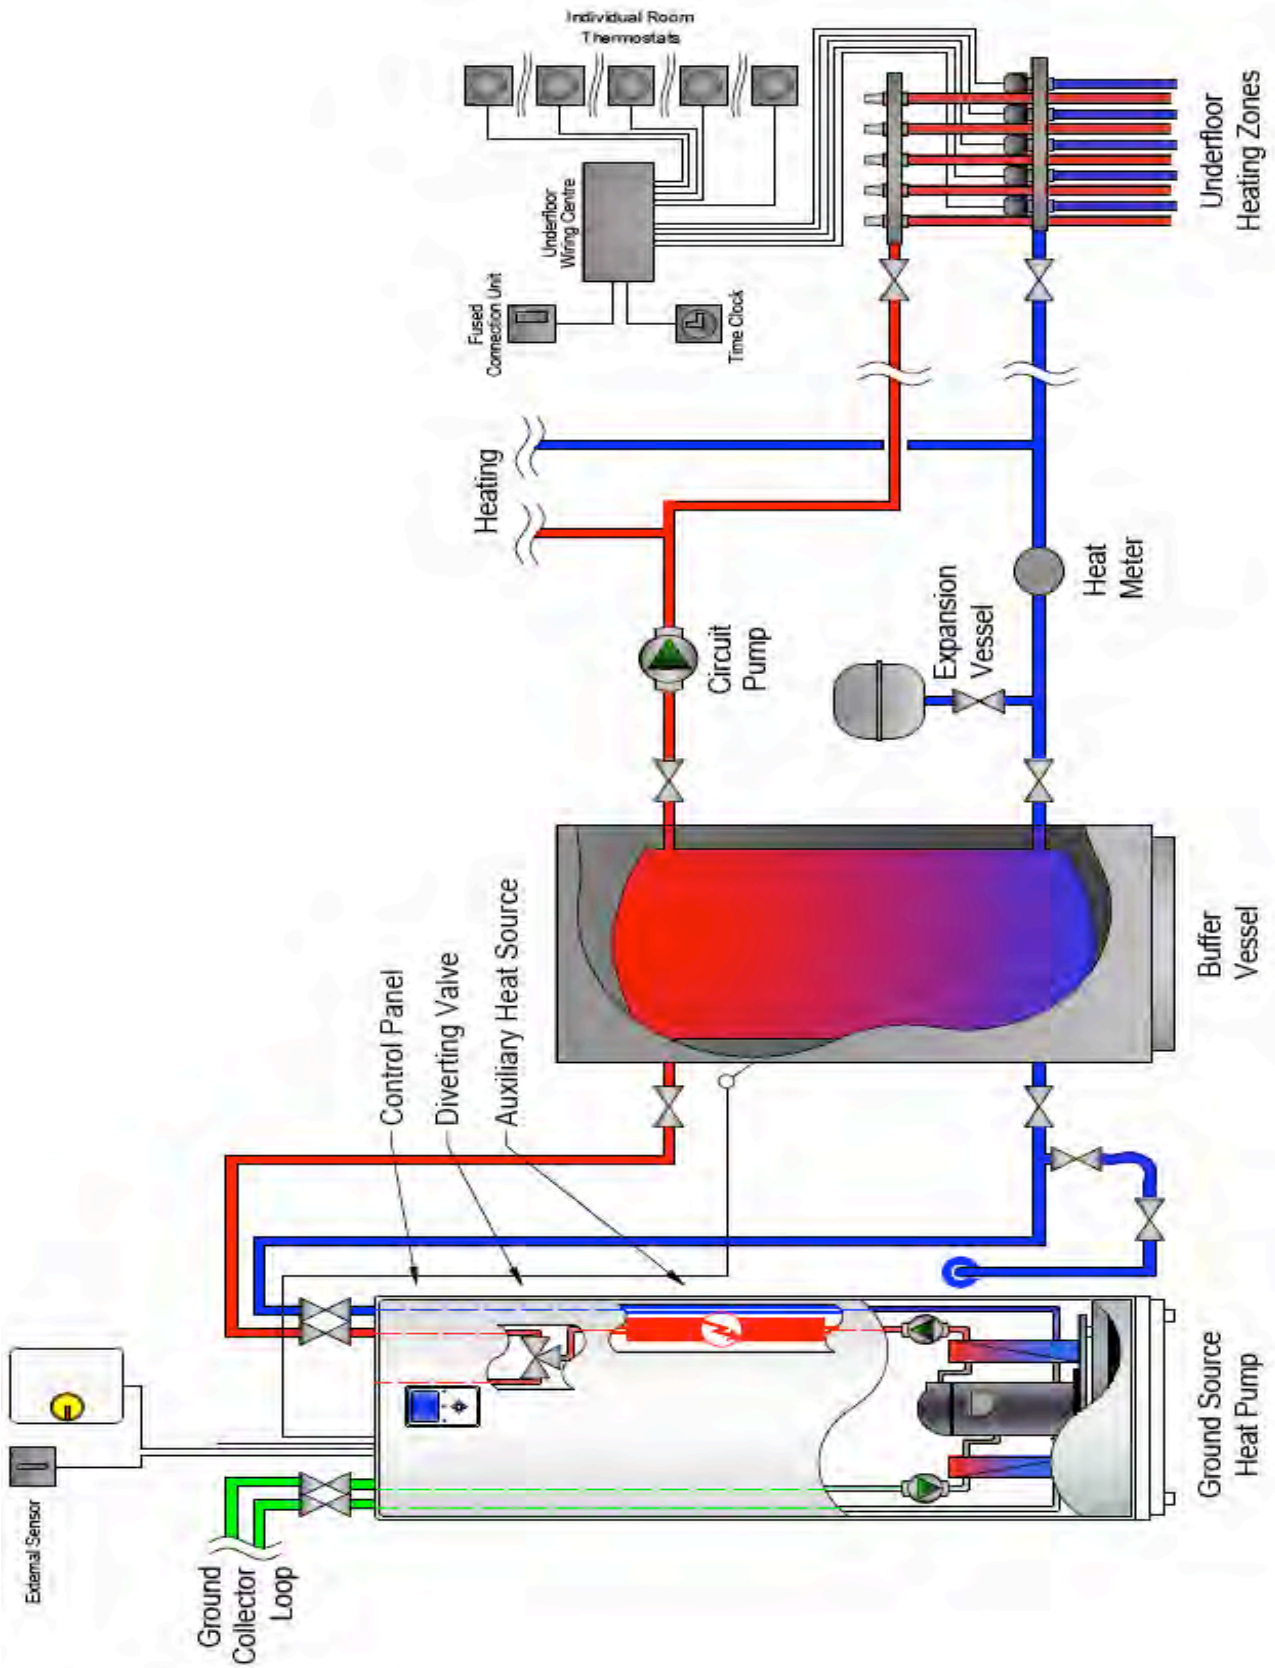 Individual Room
Thermostats
Underfloor
Wiring Centre
Fused
Connection Unit
Time Clock
Underfloor
Heating Zones
Heating
Circuit
Pump
Expansion
Vessel
Heat
Meter
Control Panel
Diverting Valve
Auxiliary Heat Source
Buffer
Vessel
External Sensor
Ground
Collector
Loop
Ground Source
Heat Pump